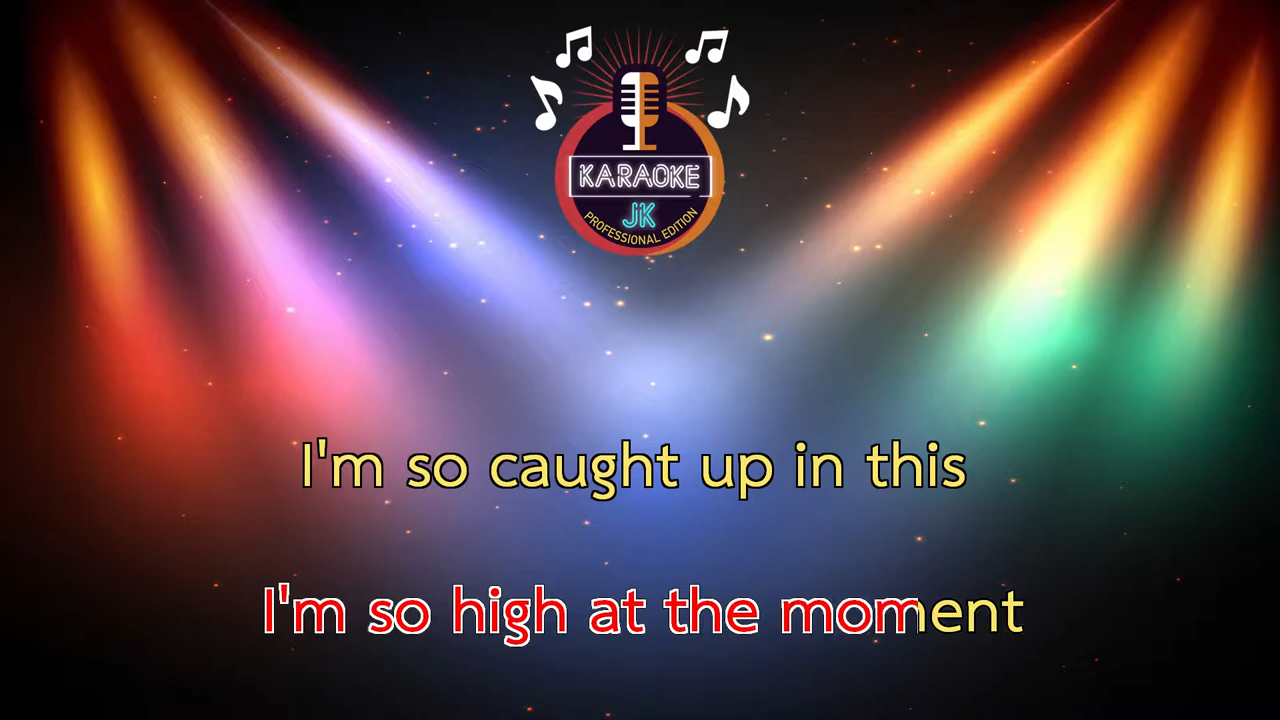 KARAOKE
JK
PROFESSIONAL EDITION
I'm so caught up in this
I'm so high at the moment